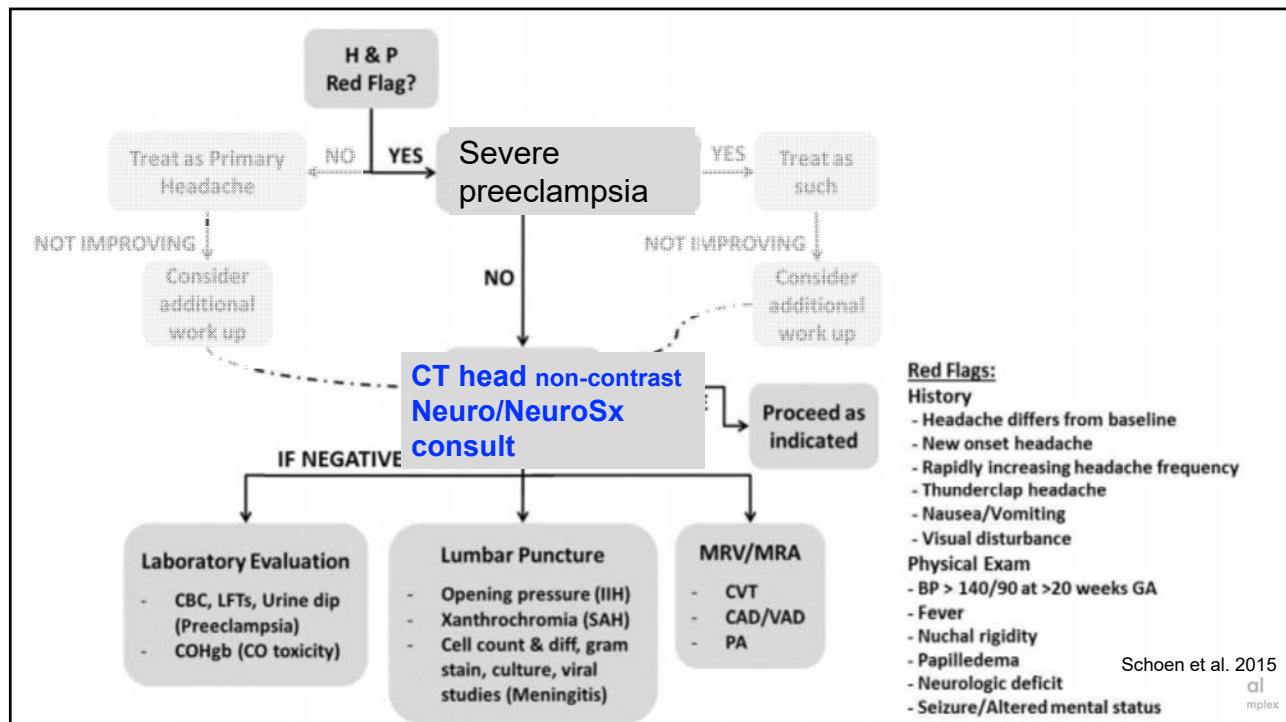 H & P
Red Flag?
Treat as Primary
Headache
NO
YES
Severe
preeclampsia
YES
Treat as
such
NOT IMPROVING
NOT IMPROVING
Consider
additional
work up
NO
Consider
additional
work up
CT head non-contrast
Neuro/NeuroSx
consult
Proceed as
indicated
IF NEGATIVE
Laboratory Evaluation
- CBC, LFTs, Urine dip
(Preeclampsia)
- COHgb (CO toxicity)
Lumbar Puncture
- Opening pressure (IIH)
- Xanthrochromia (SAH)
- Cell count & diff, gram
stain, culture, viral
studies (Meningitis)
MRV/MRA
- CVT
- CAD/VAD
- PA
Red Flags:
History
- Headache differs from baseline
- New onset headache
- Rapidly increasing headache frequency
- Thunderclap headache
- Nausea/Vomiting
- Visual disturbance
Physical Exam
- BP > 140/90 at >20 weeks GA
- Fever
- Nuchal rigidity
- Papilledema
- Neurologic deficit
- Seizure/Altered mental status
Schoen et al. 2015
al
mplex